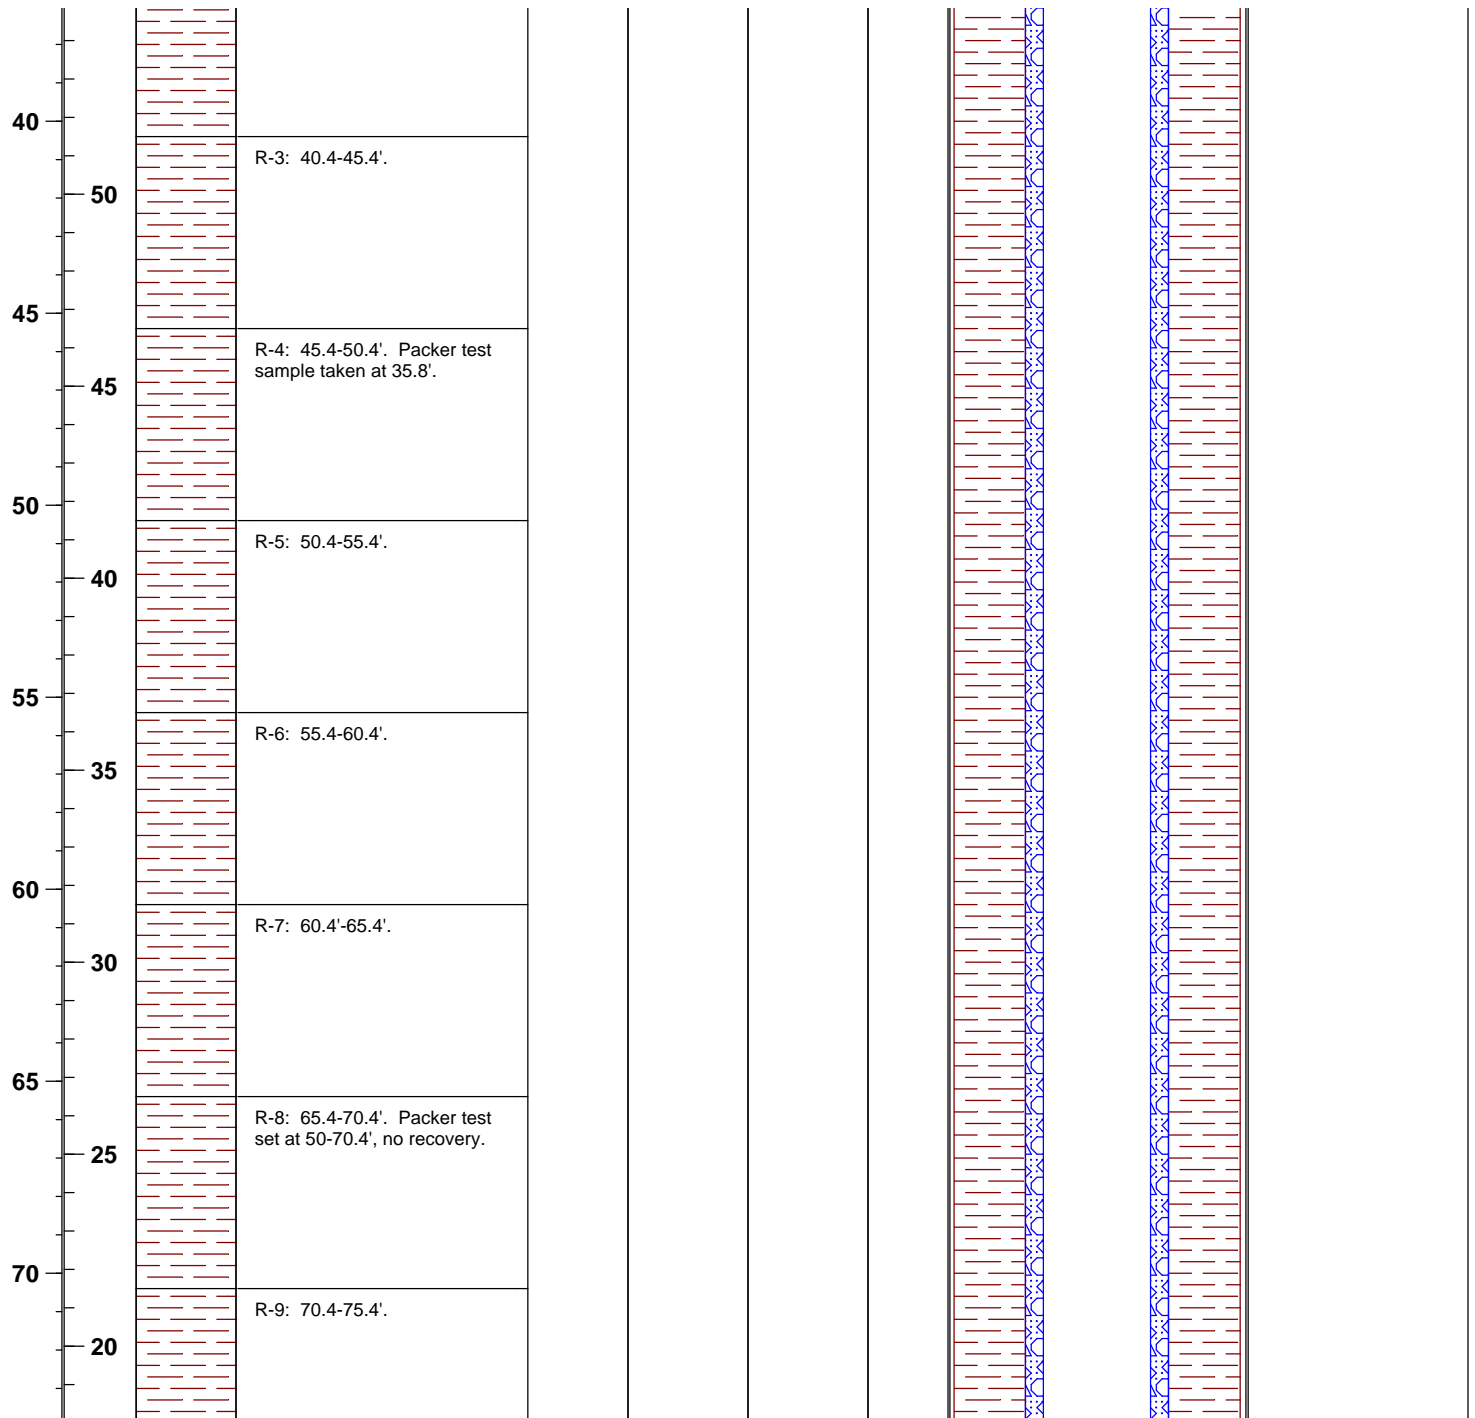 40
R-3: 40.4-45.4'.
50
45
R-4: 45.4-50.4'. Packer test
sample taken at 35.8'.
45
50
R-5: 50.4-55.4'.
40
55
R-6: 55.4-60.4'.
35
60
R-7: 60.4'-65.4'.
30
65
R-8: 65.4-70.4'. Packer test
set at 50-70.4', no recovery.
25
70
R-9: 70.4-75.4'.
20